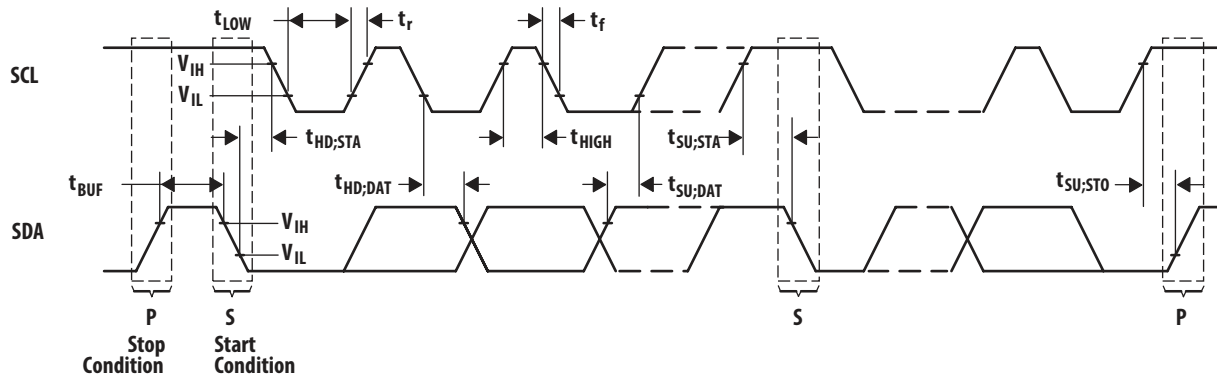 tLOW
tr
tf
SCL
VIH
VIL
tHD;STA
tHIGH
tSU;STA
tBUF
tHD;DAT
tSU;DAT
tSU;STO
SDA
VIH
VIL
P
S
S
P
Stop
Condition
Start
Condition